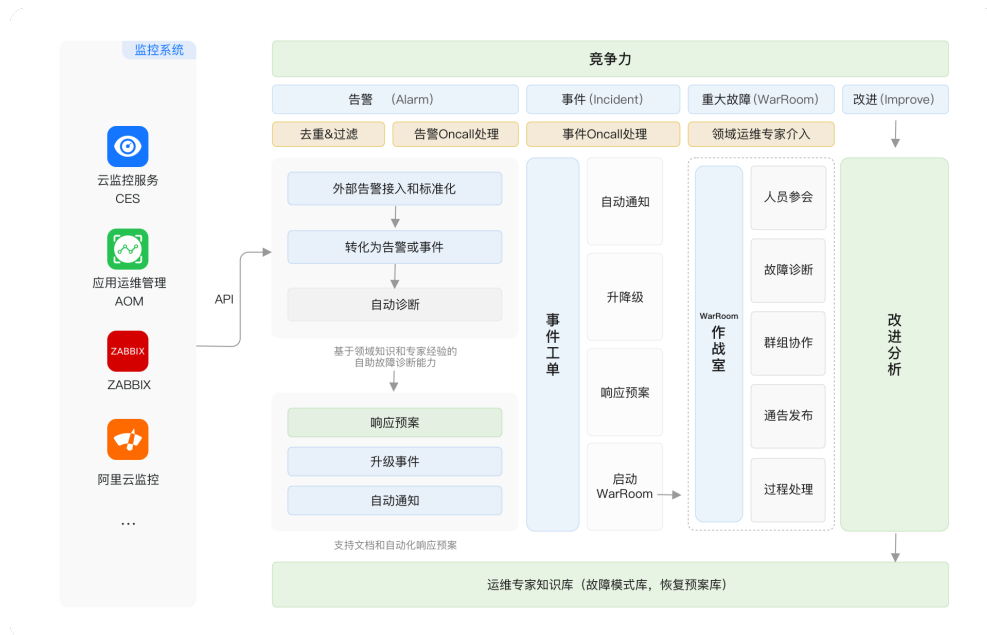 监控系统
云监控服务
CES
应用运维管理
AOM
ZABBIX
ZABBIX
阿里云监控
...
API
竞争力
告警 (Alarm)
事件 (Incident)
重大故障 (WarRoom)
改进 (Improve)
去重&过滤
告警Oncall处理
事件Oncall处理
领域运维专家介入
外部告警接入和标准化
转化为告警或事件
自动诊断
基于领域知识和专家经验的
自助故障诊断能力
响应预案
升级事件
自动通知
支持文档和自动化响应预案
事件工单
自动通知
升降级
响应预案
启动
WarRoom
WarRoom
作战室
人员参会
故障诊断
群组协作
通告发布
过程处理
改进分析
运维专家知识库（故障模式库，恢复预案库）